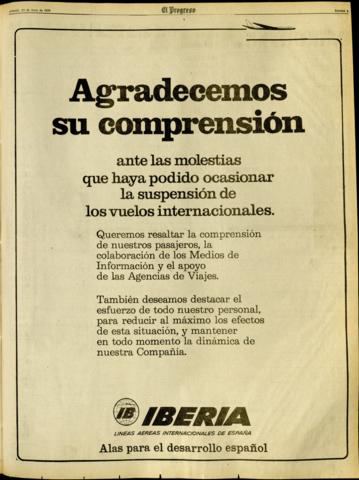 El Progreso
Agradecemos
su comprensión
ante las molestias
que haya podido ocasionar
la suspensión de
los vuelos internacionales.
Queremos resaltar la comprensión
de nuestros pasajeros, la
colaboración de los Medios de
Información y el apoyo
de las Agencias de Viajes.
También deseamos destacar el
esfuerzo de todo nuestro personal,
para reducir al máximo los efectos
de esta situación, y mantener
en todo momento la dinámica de
nuestra Compañía.
IB IBERIA
LINEAS AEREAS INTERNACIONALES DE ESPAÑA
Alas para el desarrollo español